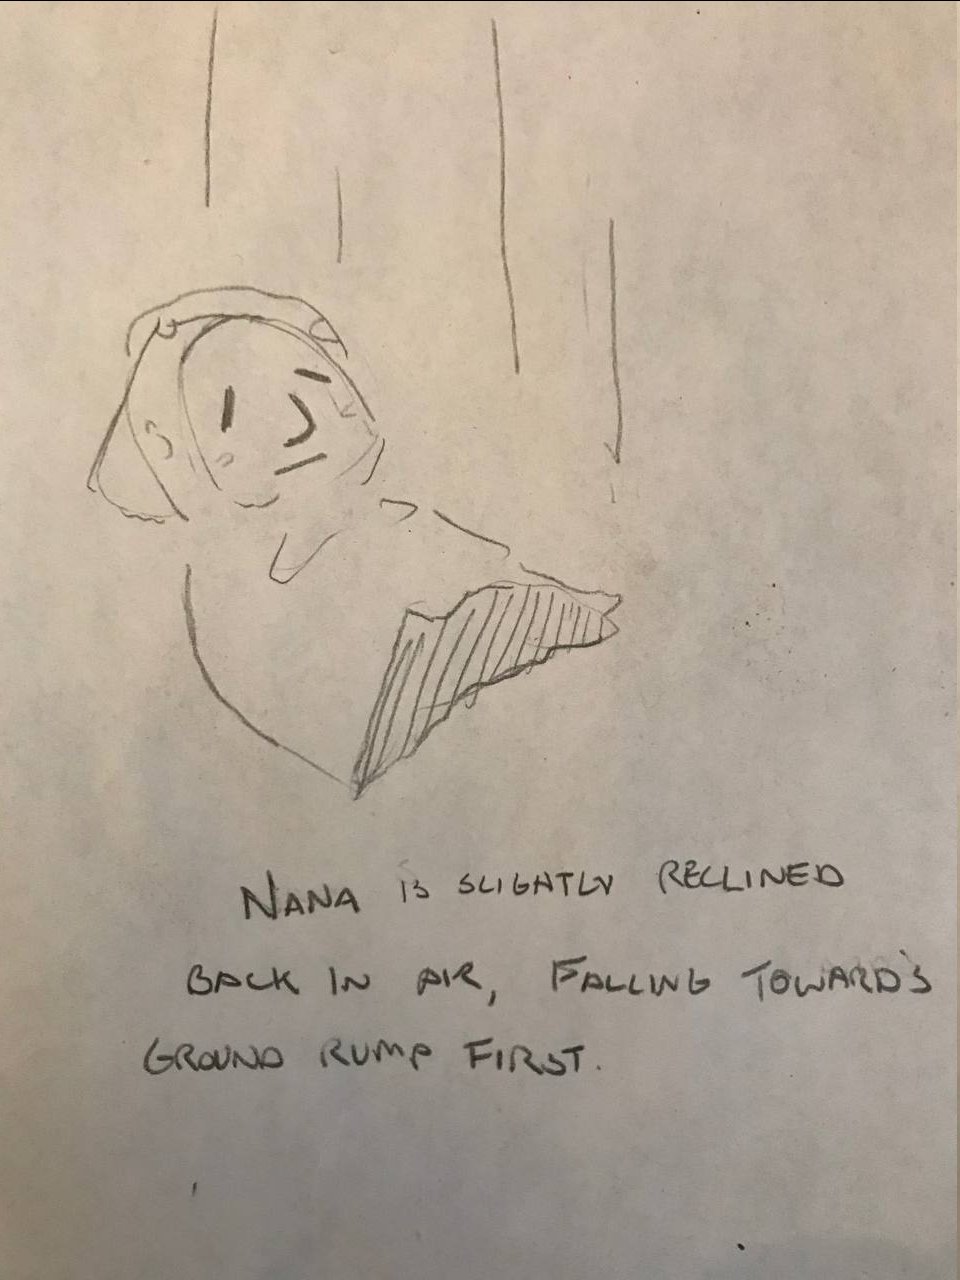 NANA IS SLIGHTLY RECLINED
BACK IN AIR, FALLING TOWARD'S
GROUND RUMP FIRST.